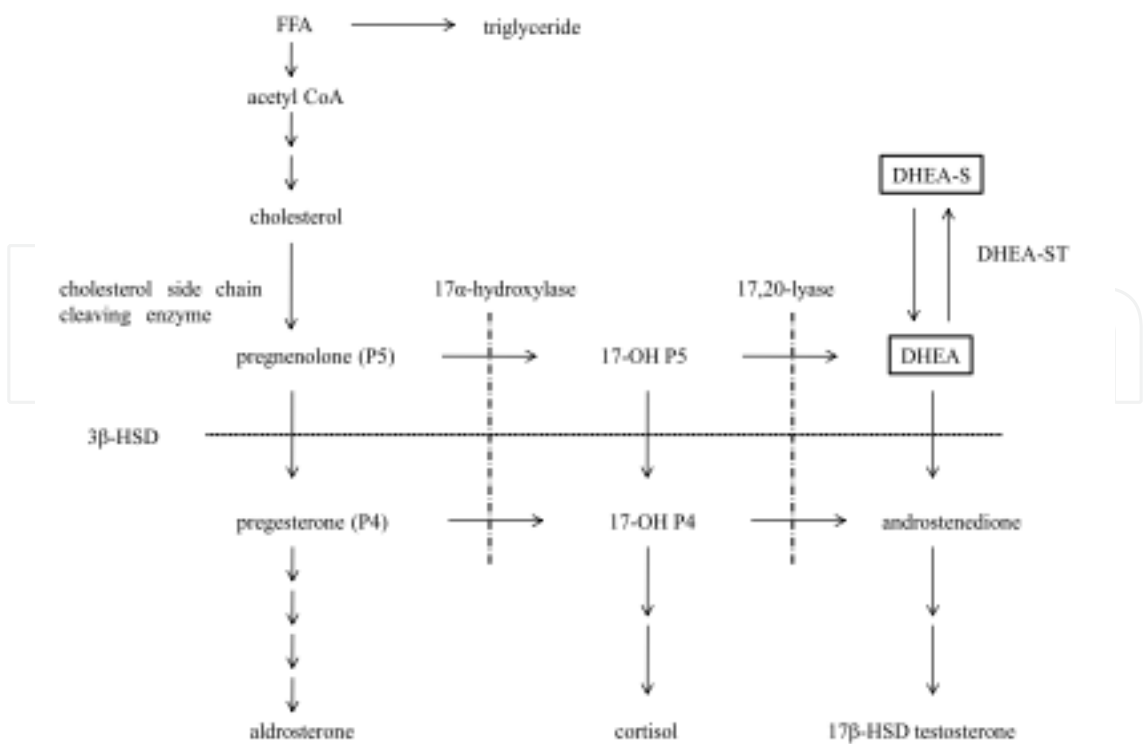 FFA
triglyceride
acetyl CoA
DHEA-S
cholesterol
DHEA-ST
cholesterol side chain
cleaving enzyme
17α-hydroxylase
17,20-lyase
pregnenolone (P5)
17-OH P5
DHEA
3β-HSD
pregesterone (P4)
17-OH P4
androstenedione
aldrosterone
cortisol
17β-HSD testosterone